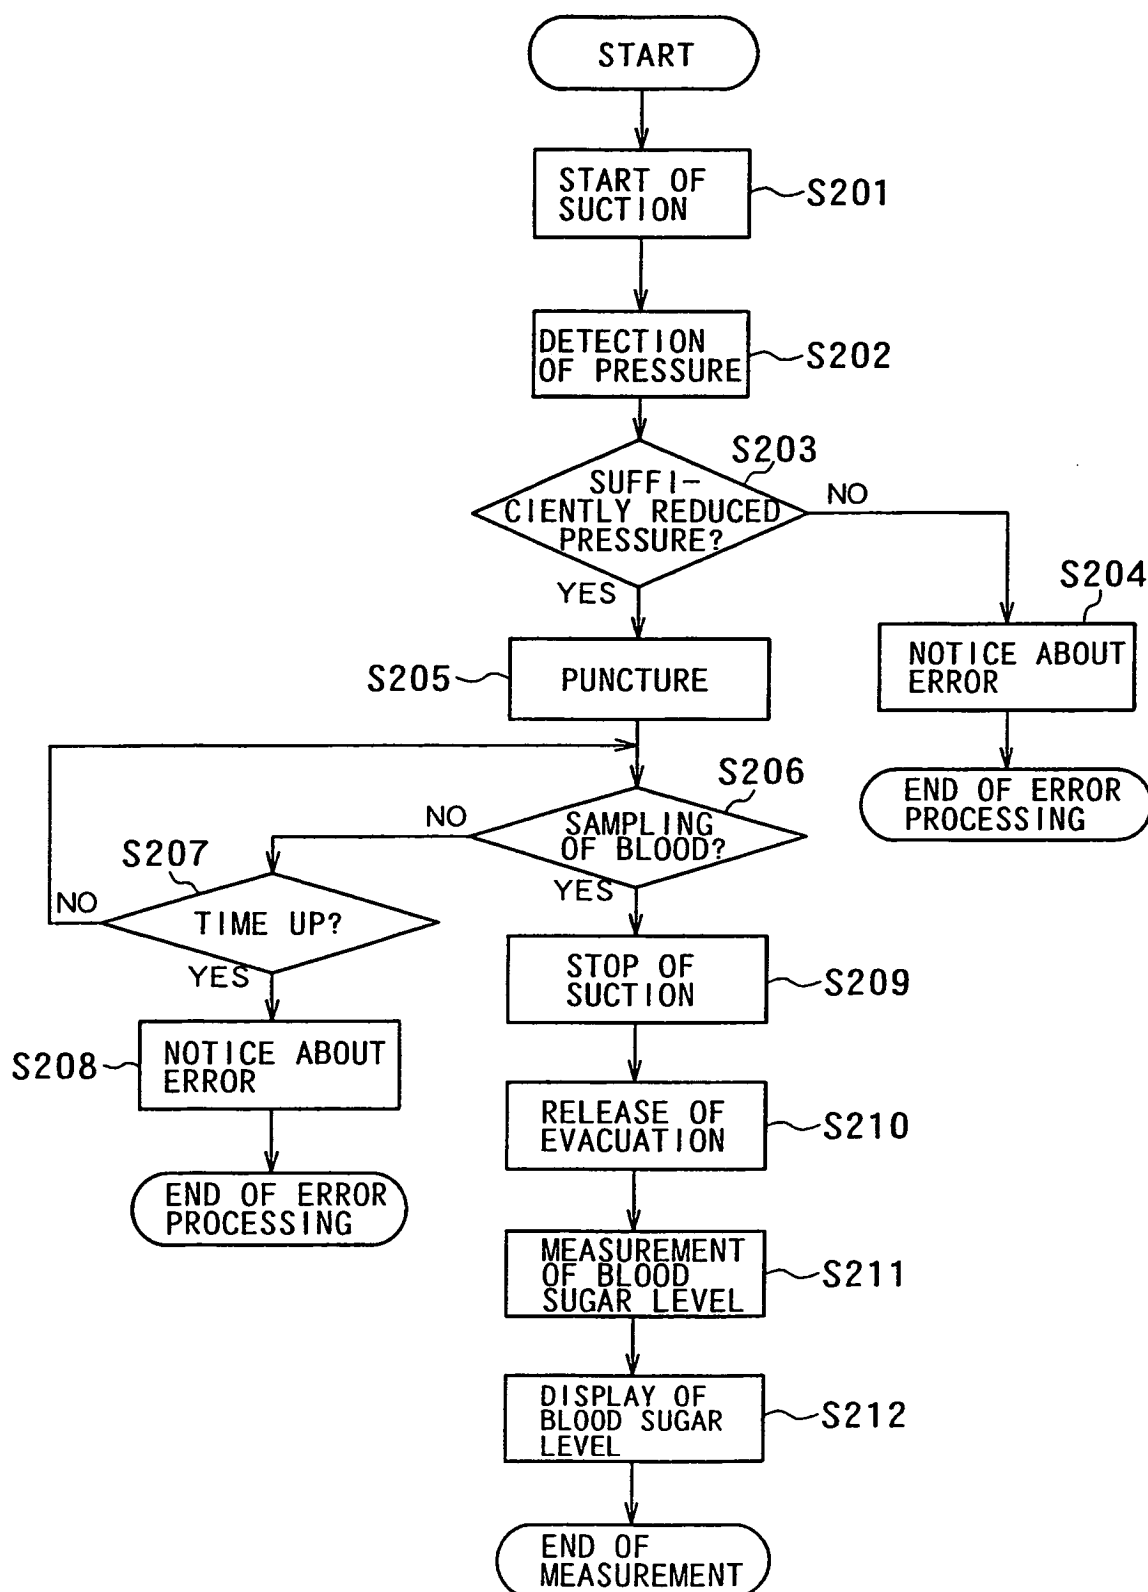 START
START OF
SUCTION
S201
DETECTION
OF PRESSURE
S202
S203
SUFFI-
CIENTLY REDUCED
PRESSURE?
NO
YES
S204
NOTICE ABOUT
ERROR
END OF ERROR
PROCESSING
S205
PUNCTURE
S206
SAMPLING
OF BLOOD?
NO
YES
S207
TIME UP?
NO
YES
S208
NOTICE ABOUT
ERROR
END OF ERROR
PROCESSING
STOP OF
SUCTION
S209
RELEASE OF
EVACUATION
S210
MEASUREMENT
OF BLOOD
SUGAR LEVEL
S211
DISPLAY OF
BLOOD SUGAR
LEVEL
S212
END OF
MEASUREMENT